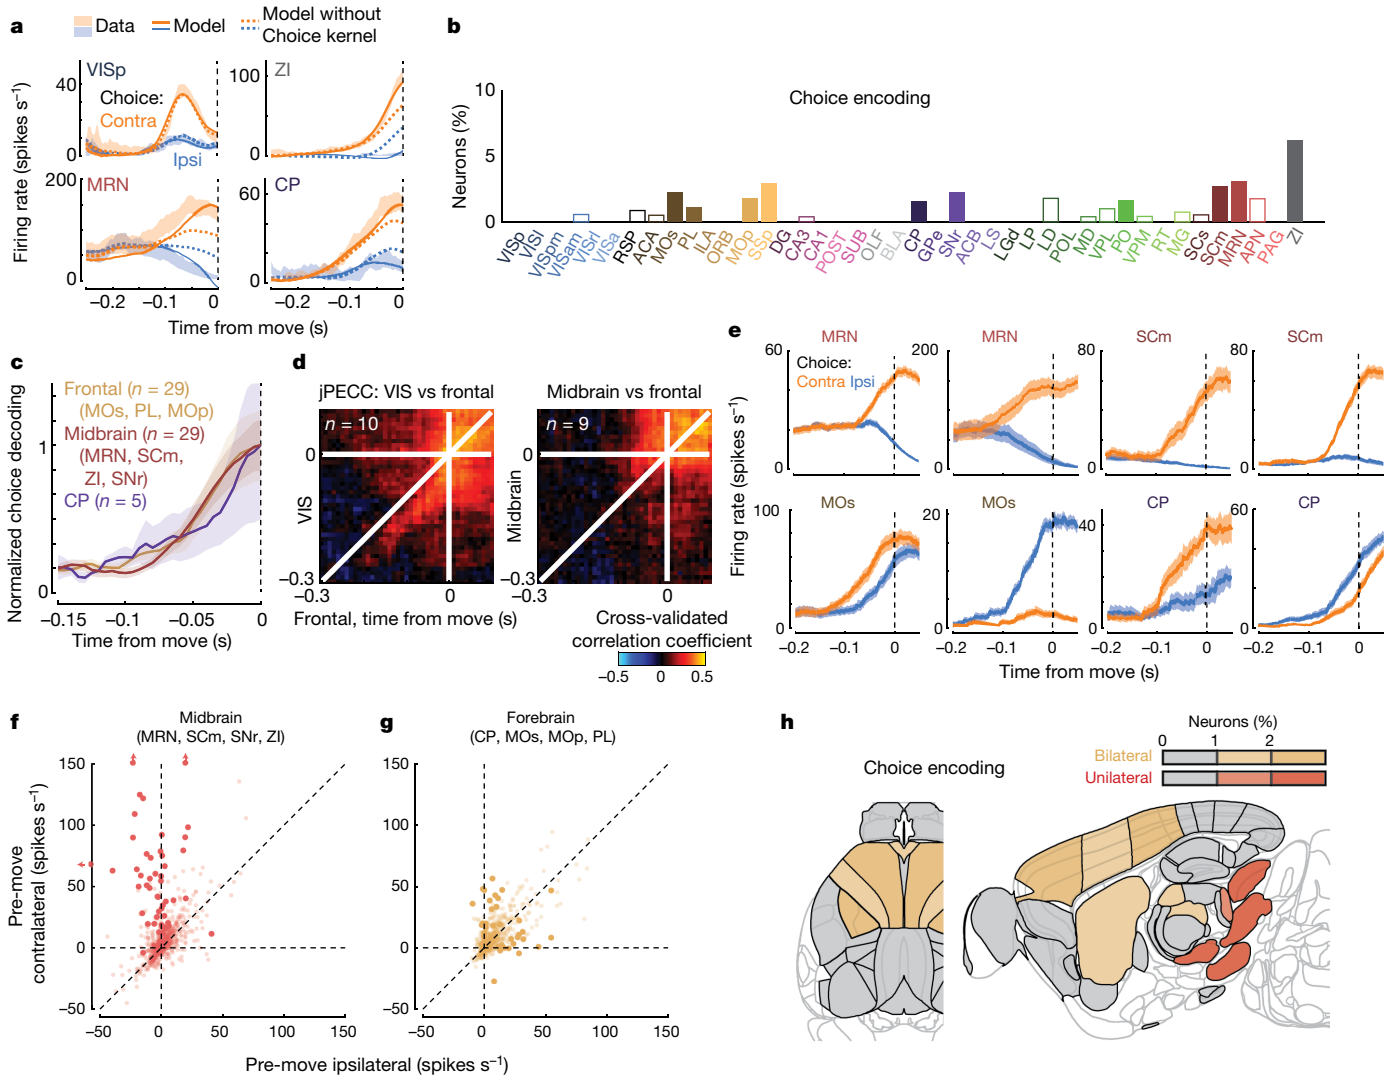 a
Data
Model
Model without
Choice kernel
VISp
ZI
MRN
CP
Choice:
Contra
Ipsi
Firing rate (spikes s−1)
40
0
100
0
200
0
60
0
−0.2
−0.1
0
−0.2
−0.1
0
Time from move (s)
b
Choice encoding
Neurons (%)
10
5
0
VISp
VISl
VISpm
VISam
VISrl
VISa
RSP
ACA
MOs
PL
ILA
ORB
MOp
SSp
DG
CA3
CA1
POST
SUB
OLF
BLA
CP
GPe
SNr
ACB
LS
LGd
LP
LD
POL
MD
VPL
PO
VPM
RT
MG
SCs
SCm
MRN
APN
PAG
ZI
c
Normalized choice decoding
Frontal (n = 29)
(MOs, PL, MOp)
Midbrain (n = 29)
(MRN, SCm,
ZI, SNr)
CP (n = 5)
1
0
−0.15
−0.1
−0.05
0
Time from move (s)
d
jPECC: VIS vs frontal
n = 10
VIS
0
−0.3
−0.3
0
Midbrain vs frontal
n = 9
Midbrain
0
−0.3
−0.3
0
Frontal, time from move (s)
Cross-validated
correlation coefficient
−0.5
0
0.5
e
MRN
MRN
SCm
SCm
Choice:
Contra Ipsi
60
0
200
0
80
0
80
0
Firing rate (spikes s−1)
MOs
MOs
CP
CP
100
0
20
0
40
0
60
0
−0.2
−0.1
0
−0.2
−0.1
0
−0.2
−0.1
0
−0.2
−0.1
0
Time from move (s)
f
Midbrain
(MRN, SCm, SNr, ZI)
Pre-move
contralateral (spikes s−1)
150
100
50
0
−50
−50
0
50
100
150
g
Forebrain
(CP, MOs, MOp, PL)
150
100
50
0
−50
−50
0
50
100
150
Pre-move ipsilateral (spikes s−1)
h
Choice encoding
Neurons (%)
0
1
2
Bilateral
Unilateral